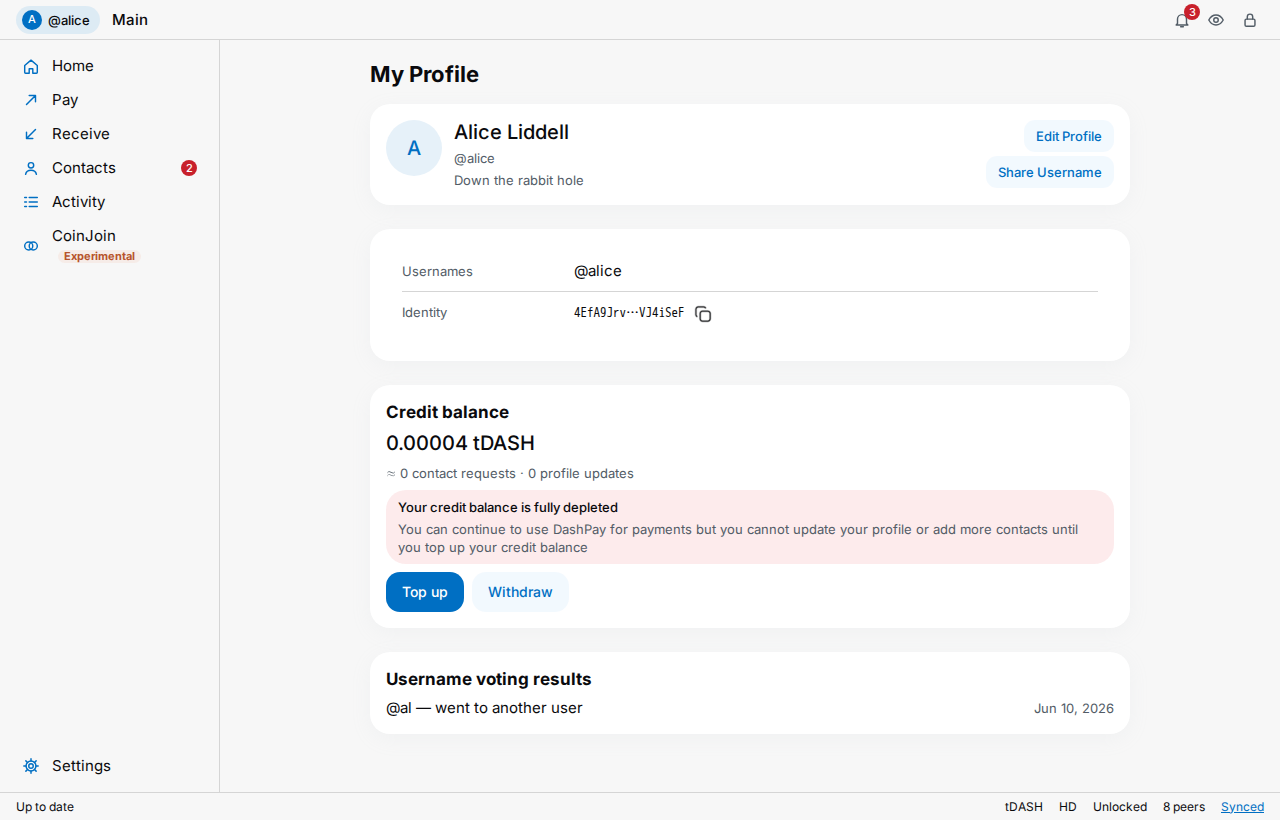 A @alice Main 3
Home
Pay
Receive
Contacts 2
Activity
CoinJoin
Experimental
Settings
My Profile
A
Alice Liddell
@alice
Down the rabbit hole
Edit Profile
Share Username
Usernames @alice
Identity 4EfA9Jrv⋯VJ4iSeF
Credit balance
0.00004 tDASH
≈ 0 contact requests · 0 profile updates
Your credit balance is fully depleted
You can continue to use DashPay for payments but you cannot update your profile or add more contacts until
you top up your credit balance
Top up Withdraw
Username voting results
@al — went to another user Jun 10, 2026
Up to date tDASH HD Unlocked 8 peers Synced